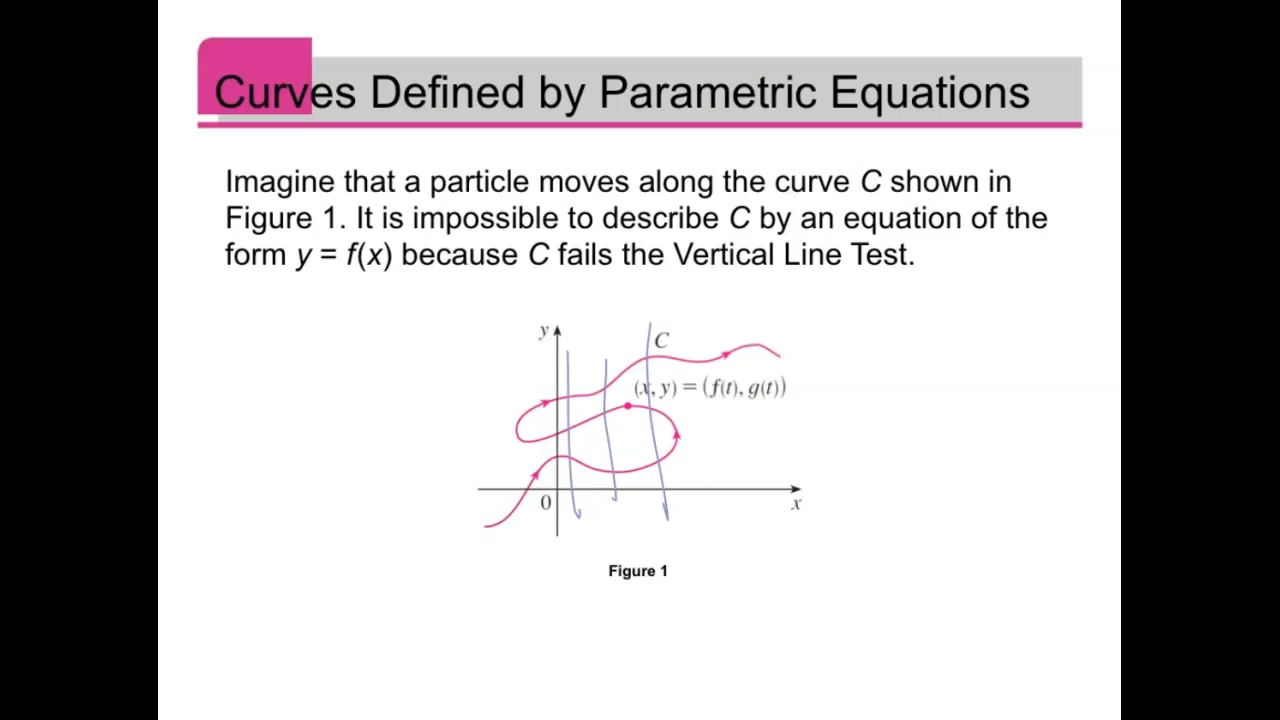 Curves Defined by Parametric Equations
Imagine that a particle moves along the curve C shown in
Figure 1. It is impossible to describe C by an equation of the
form y = f(x) because C fails the Vertical Line Test.
y
C
(x, y) = (f(t), g(t))
0
x
Figure 1